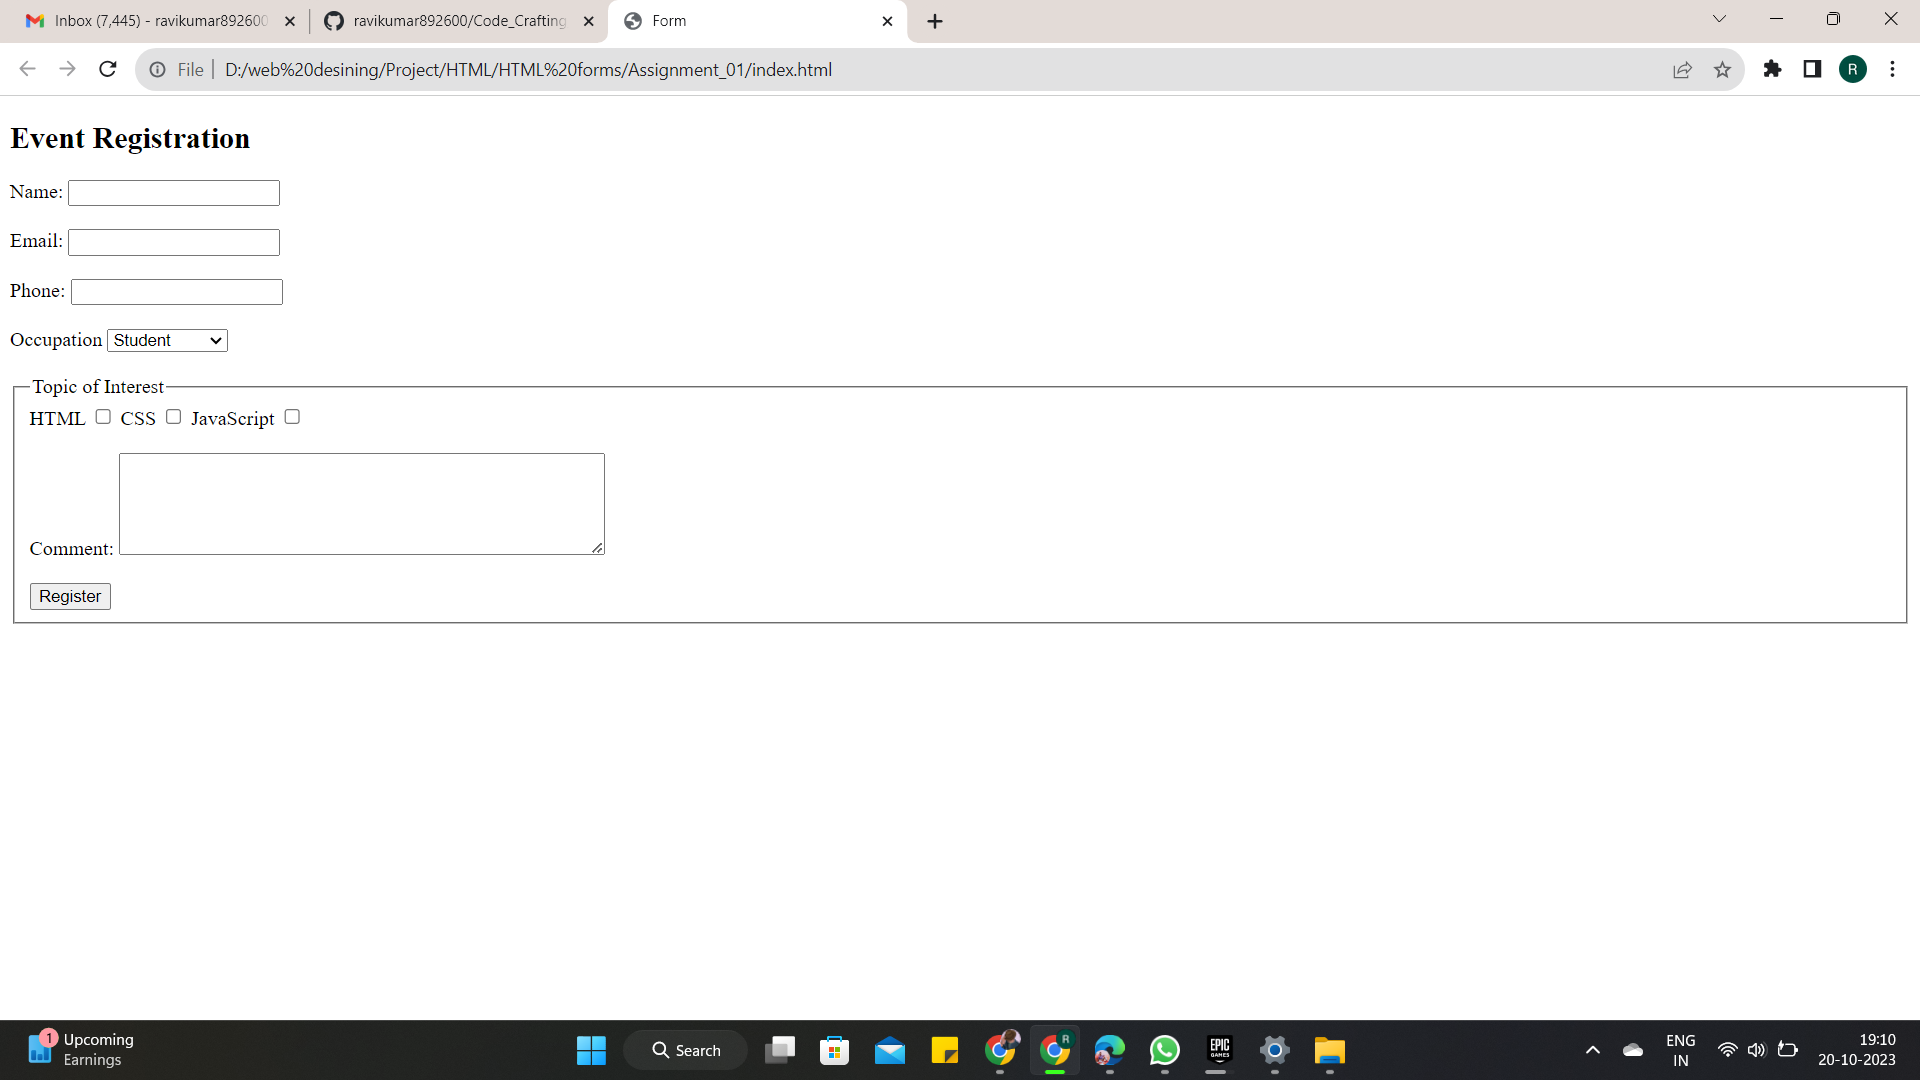 Inbox (7,445) - ravikumar892600
ravikumar892600/Code_Crafting
Form
File
D:/web%20desining/Project/HTML/HTML%20forms/Assignment_01/index.html
R
Event Registration
Name:
Email:
Phone:
Occupation Student
Topic of Interest
HTML CSS JavaScript
Comment:
Register
1
Upcoming
Earnings
Search
R
EPIC
GAMES
ENG
IN
19:10
20-10-2023